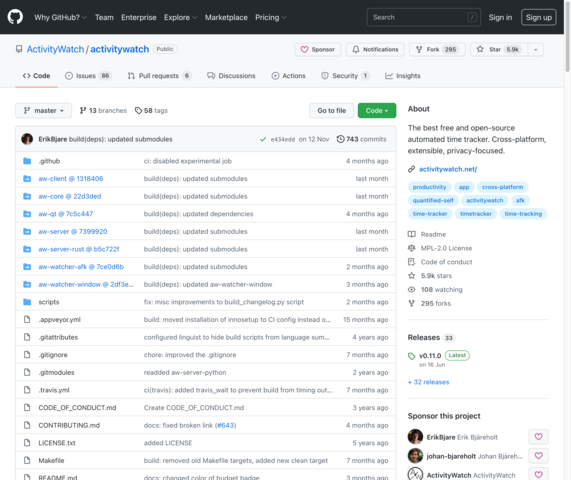 Why GitHub? Team Enterprise Explore Marketplace Pricing Search / Sign in Sign up
ActivityWatch / activitywatch Public Sponsor Notifications Fork 295 Star 5.9k
Code Issues 86 Pull requests 6 Discussions Actions Security 1 Insights
master 13 branches 58 tags Go to file Code
ErikBjare build(deps): updated submodules e434edd on 12 Nov 743 commits
.github ci: disabled experimental job 4 months ago
aw-client @ 1318406 build(deps): updated submodules last month
aw-core @ 22d3ded build(deps): updated submodules last month
aw-qt @ 7c5c447 build(deps): updated dependencies 4 months ago
aw-server @ 7399920 build(deps): updated submodules last month
aw-server-rust @ b5c722f build(deps): updated submodules last month
aw-watcher-afk @ 7ce0d6b build(deps): updated submodules 2 months ago
aw-watcher-window @ 2df3e... build(deps): updated aw-watcher-window 3 months ago
scripts fix: misc improvements to build_changelog.py script 2 months ago
.appveyor.yml build: moved installation of innosetup to CI config instead o... 15 months ago
.gitattributes configured linguist to hide build scripts from language sum... 4 years ago
.gitignore chore: improved the .gitignore 7 months ago
.gitmodules readded aw-server-python 2 years ago
.travis.yml ci(travis): added travis_wait to prevent build from timing out... 7 months ago
CODE_OF_CONDUCT.md Create CODE_OF_CONDUCT.md 3 years ago
CONTRIBUTING.md docs: fixed broken link (#643) 4 months ago
LICENSE.txt added LICENSE 5 years ago
Makefile build: removed old Makefile targets, added new clean target 7 months ago
README.md docs: changed color of budget badge 3 months ago
About
The best free and open-source
automated time tracker. Cross-platform,
extensible, privacy-focused.
activitywatch.net/
productivity app cross-platform
quantified-self activitywatch afk
time-tracker timetracker time-tracking
Readme
MPL-2.0 License
Code of conduct
5.9k stars
108 watching
295 forks
Releases 33
v0.11.0 Latest
on 16 Jun
+ 32 releases
Sponsor this project
ErikBjare Erik Bjäreholt
johan-bjareholt Johan Bjäreh...
ActivityWatch ActivityWatch